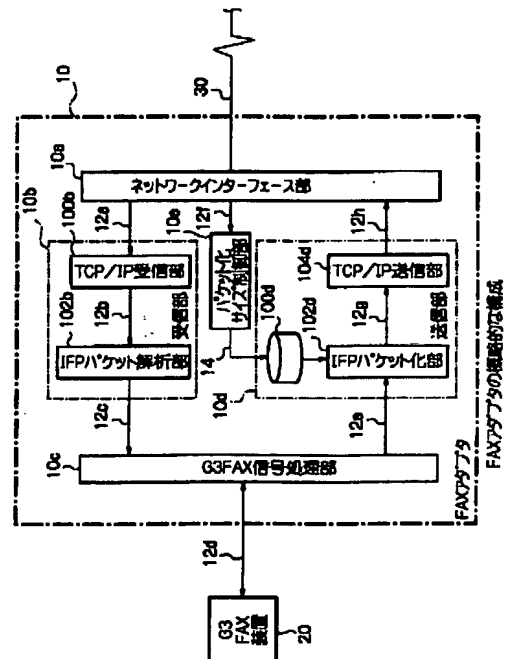 30
10
10a
ネットワークインターフェース部
10b
100b
12a
TCP/IP受信部
12b
102b
IFPパケット解析部
受信部
12c
10e
12f
パケット化
サイズ制御部
14
100d
102d
10d
12h
104d
TCP/IP送信部
12g
IFPパケット化部
送信部
12e
10c
G3FAX信号処理部
FAXアダプタ
12d
G3
FAX
装置
20
FAXアダプタの概略的な構成